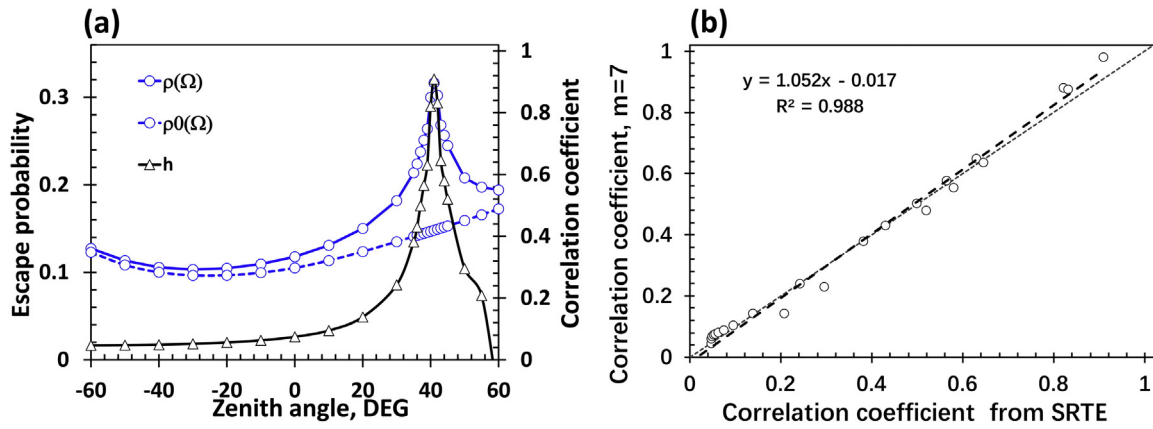 (a)
Escape probability
0.3
0.2
0.1
0
ρ(Ω)
ρ0(Ω)
h
1
0.8
0.6
0.4
0.2
0
Correlation coefficient
-60 -40 -20 0 20 40 60
Zenith angle, DEG
(b)
Correlation coefficient, m=7
1
0.8
0.6
0.4
0.2
0
y = 1.052x - 0.017
R² = 0.988
0 0.2 0.4 0.6 0.8 1
Correlation coefficient from SRTE